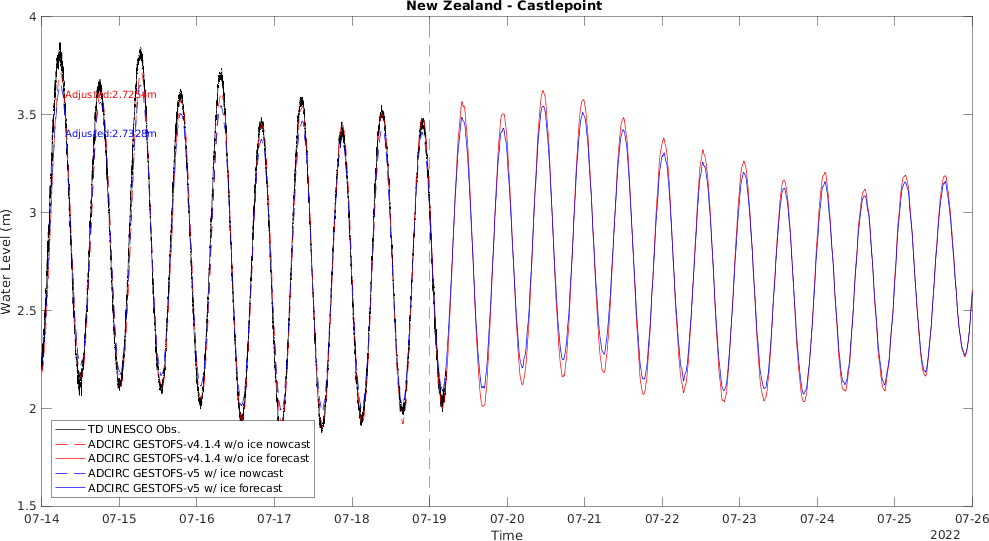 New Zealand - Castlepoint
4
3.5
3
2.5
2
1.5
Water Level (m)
Adjusted:2.7254m
Adjusted:2.7328m
TD UNESCO Obs.
ADCIRC GESTOFS-v4.1.4 w/o ice nowcast
ADCIRC GESTOFS-v4.1.4 w/o ice forecast
ADCIRC GESTOFS-v5 w/ ice nowcast
ADCIRC GESTOFS-v5 w/ ice forecast
07-14 07-15 07-16 07-17 07-18 07-19 07-20 07-21 07-22 07-23 07-24 07-25 07-26
Time
2022